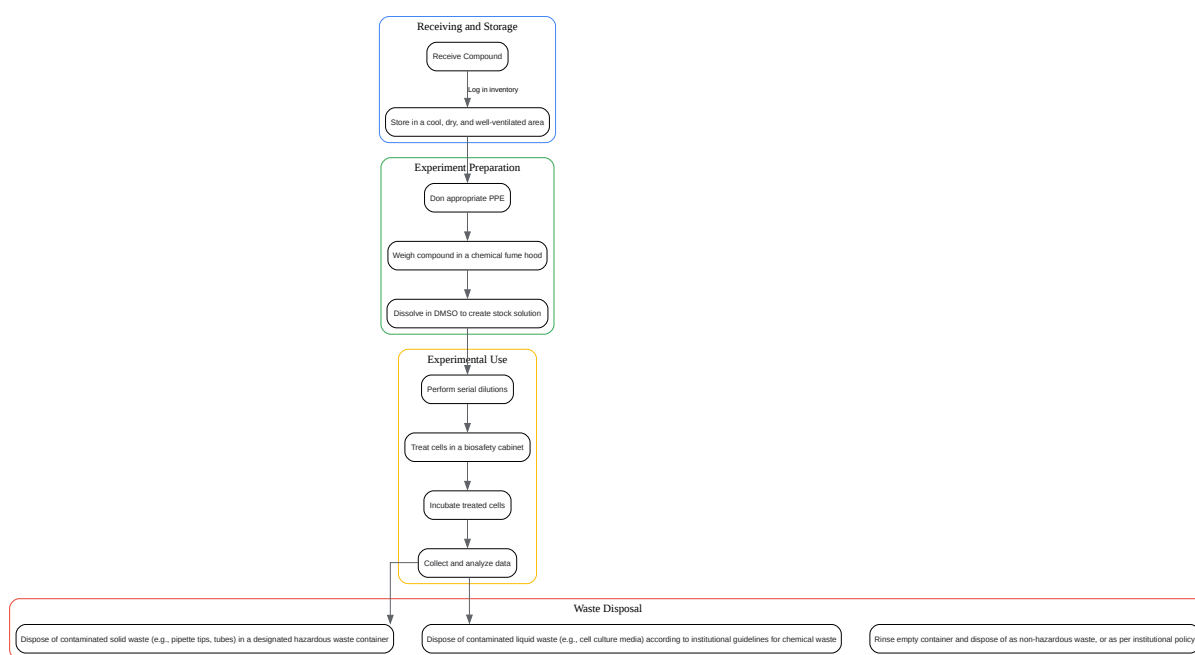 Receiving and Storage
Receive Compound
Log in inventory
Store in a cool, dry, and well-ventilated area
Experiment Preparation
Don appropriate PPE
Weigh compound in a chemical fume hood
Dissolve in DMSO to create stock solution
Experimental Use
Perform serial dilutions
Treat cells in a biosafety cabinet
Incubate treated cells
Collect and analyze data
Waste Disposal
Dispose of contaminated solid waste (e.g., pipette tips, tubes) in a designated hazardous waste container
Dispose of contaminated liquid waste (e.g., cell culture media) according to institutional guidelines for chemical waste
Rinse empty container and dispose of as non-hazardous waste, or as per institutional policy